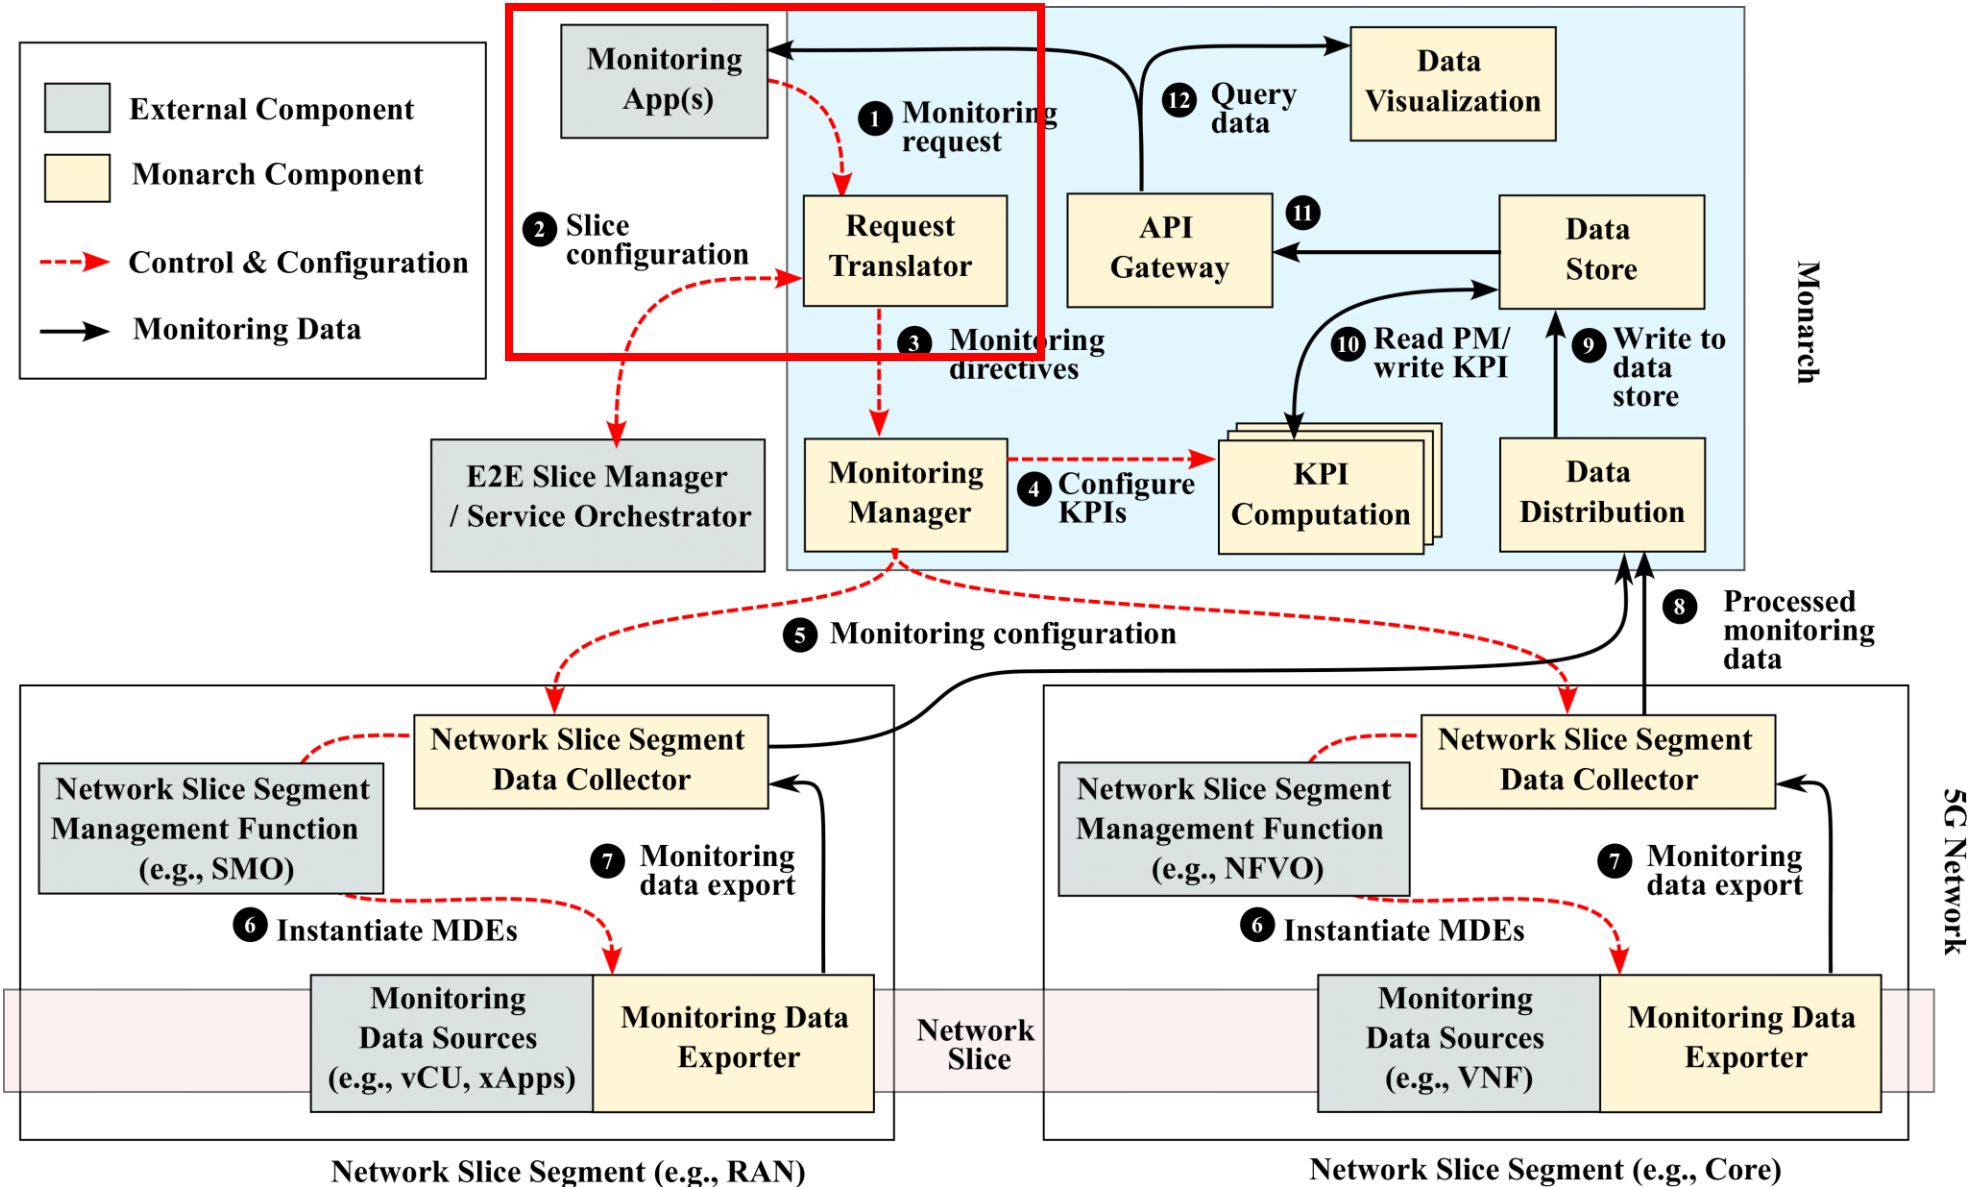 External Component
Monarch Component
Control & Configuration
Monitoring Data
Monitoring
App(s)
1 Monitoring
request
2 Slice
configuration
Request
Translator
3 Monitoring
directives
12 Query
data
Data
Visualization
API
Gateway
11
Data
Store
10 Read PM/
write KPI
9 Write to
data
store
Monarch
E2E Slice Manager
/ Service Orchestrator
Monitoring
Manager
4 Configure
KPIs
KPI
Computation
Data
Distribution
5 Monitoring configuration
8 Processed
monitoring
data
Network Slice Segment
Data Collector
Network Slice Segment
Management Function
(e.g., SMO)
7 Monitoring
data export
6 Instantiate MDEs
Monitoring
Data Sources
(e.g., vCU, xApps)
Monitoring Data
Exporter
Network
Slice
Network Slice Segment
Data Collector
Network Slice Segment
Management Function
(e.g., NFVO)
7 Monitoring
data export
6 Instantiate MDEs
Monitoring
Data Sources
(e.g., VNF)
Monitoring Data
Exporter
5G Network
Network Slice Segment (e.g., RAN)
Network Slice Segment (e.g., Core)